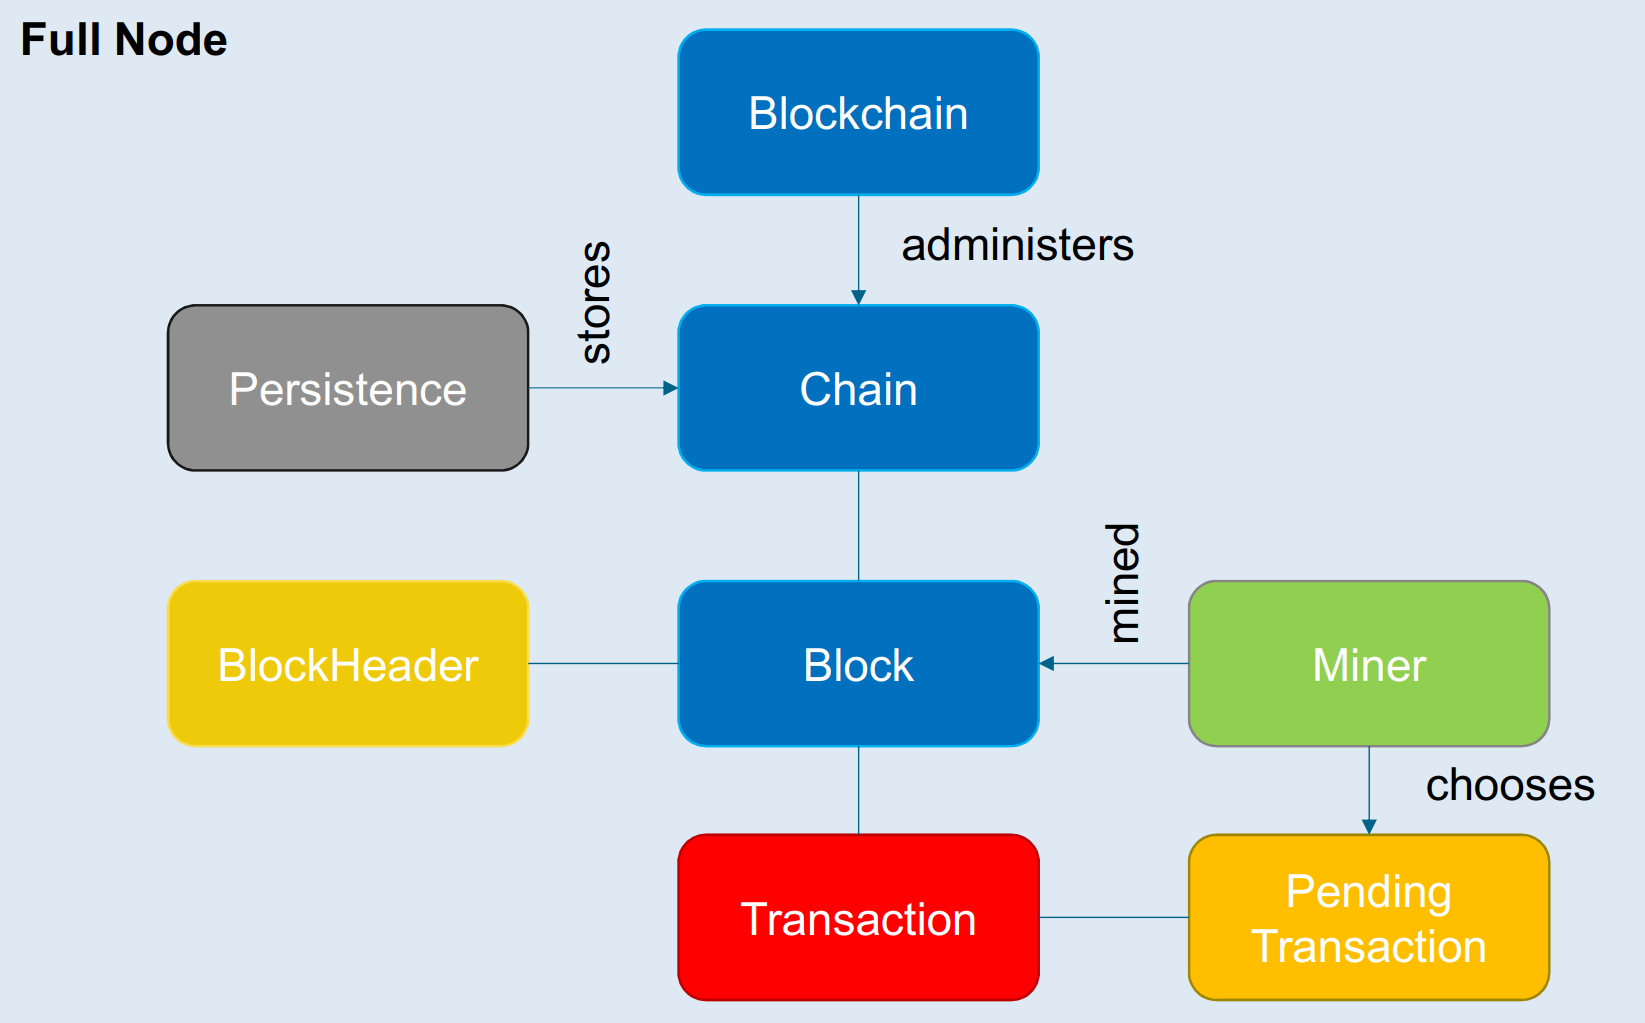 Full Node
Blockchain
administers
stores
Persistence
Chain
mined
BlockHeader
Block
Miner
chooses
Transaction
Pending
Transaction